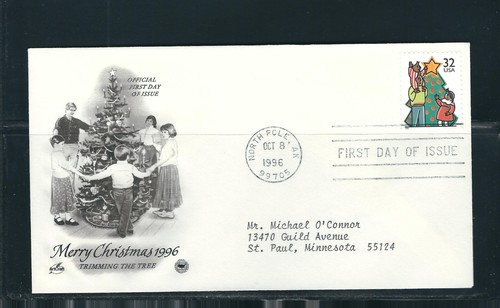 OFFICIAL
FIRST DAY
OF ISSUE
32
USA
NORTH POLE, AK
OCT 8
1996
99705
FIRST DAY OF ISSUE
Mr. Michael O'Connor
13470 Guild Avenue
St. Paul, Minnesota 55124
Merry Christmas 1996
TRIMMING THE TREE